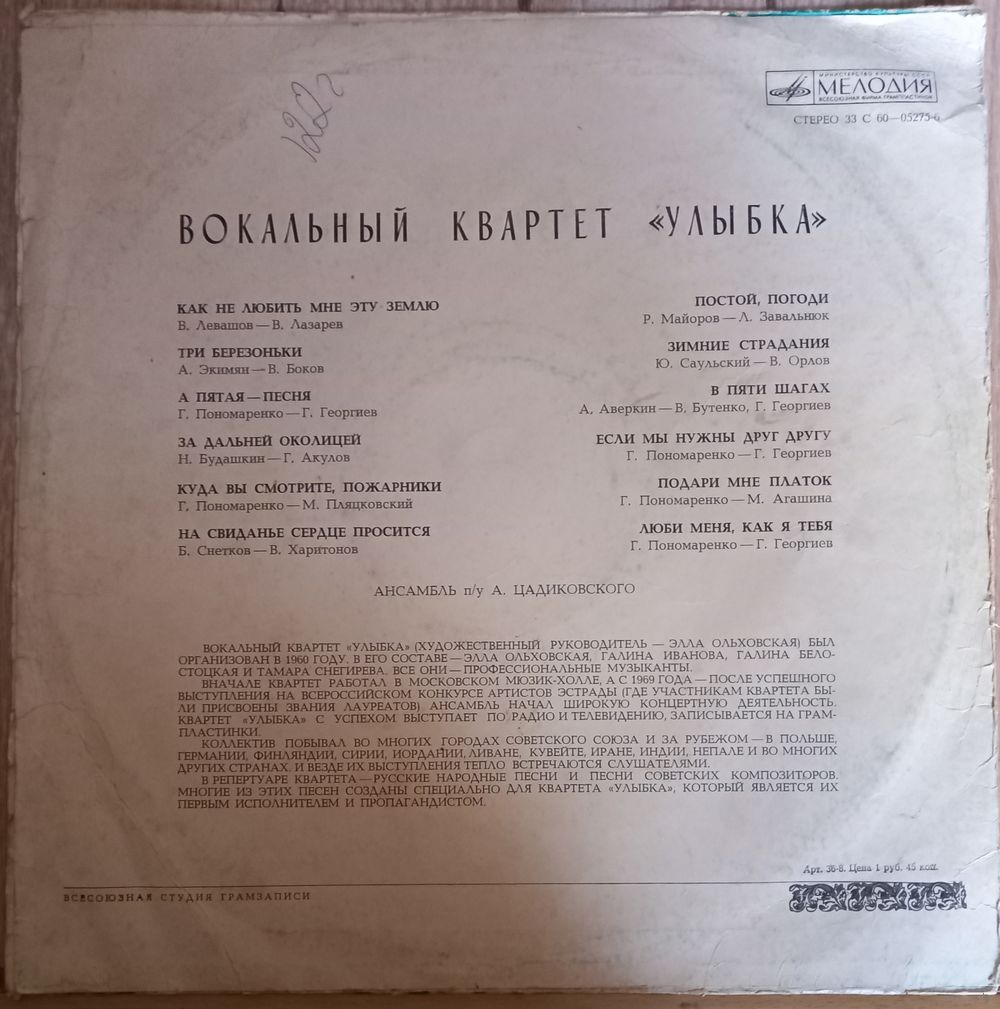 122 г
МИНИСТЕРСТВО КУЛЬТУРЫ СССР
МЕЛОДИЯ
ВСЕСОЮЗНАЯ ФИРМА ГРАМПЛАСТИНОК
СТЕРЕО 33 С 60—05275-6
ВОКАЛЬНЫЙ КВАРТЕТ «УЛЫБКА»
КАК НЕ ЛЮБИТЬ МНЕ ЭТУ ЗЕМЛЮ
В. Левашов — В. Лазарев
ТРИ БЕРЕЗОНЬКИ
А. Экимян — В. Боков
А ПЯТАЯ — ПЕСНЯ
Г. Пономаренко — Г. Георгиев
ЗА ДАЛЬНЕЙ ОКОЛИЦЕЙ
Н. Будашкин — Г. Акулов
КУДА ВЫ СМОТРИТЕ, ПОЖАРНИКИ
Г. Пономаренко — М. Пляцковский
НА СВИДАНЬЕ СЕРДЦЕ ПРОСИТСЯ
Б. Снетков — В. Харитонов
ПОСТОЙ, ПОГОДИ
Р. Майоров — Л. Завальнюк
ЗИМНИЕ СТРАДАНИЯ
Ю. Саульский — В. Орлов
В ПЯТИ ШАГАХ
А. Аверкин — В. Бутенко, Г. Георгиев
ЕСЛИ МЫ НУЖНЫ ДРУГ ДРУГУ
Г. Пономаренко — Г. Георгиев
ПОДАРИ МНЕ ПЛАТОК
Г. Пономаренко — М. Агашина
ЛЮБИ МЕНЯ, КАК Я ТЕБЯ
Г. Пономаренко — Г. Георгиев
АНСАМБЛЬ п/у А. ЦАДИКОВСКОГО
ВОКАЛЬНЫЙ КВАРТЕТ «УЛЫБКА» (ХУДОЖЕСТВЕННЫЙ РУКОВОДИТЕЛЬ — ЭЛЛА ОЛЬХОВСКАЯ) БЫЛ
ОРГАНИЗОВАН В 1960 ГОДУ. В ЕГО СОСТАВЕ — ЭЛЛА ОЛЬХОВСКАЯ, ГАЛИНА ИВАНОВА, ГАЛИНА БЕЛО-
СТОЦКАЯ И ТАМАРА СНЕГИРЕВА. ВСЕ ОНИ — ПРОФЕССИОНАЛЬНЫЕ МУЗЫКАНТЫ.
ВНАЧАЛЕ КВАРТЕТ РАБОТАЛ В МОСКОВСКОМ МЮЗИК-ХОЛЛЕ, А С 1969 ГОДА — ПОСЛЕ УСПЕШНОГО
ВЫСТУПЛЕНИЯ НА ВСЕРОССИЙСКОМ КОНКУРСЕ АРТИСТОВ ЭСТРАДЫ (ГДЕ УЧАСТНИКАМ КВАРТЕТА БЫ-
ЛИ ПРИСВОЕНЫ ЗВАНИЯ ЛАУРЕАТОВ) АНСАМБЛЬ НАЧАЛ ШИРОКУЮ КОНЦЕРТНУЮ ДЕЯТЕЛЬНОСТЬ.
КВАРТЕТ «УЛЫБКА» С УСПЕХОМ ВЫСТУПАЕТ ПО РАДИО И ТЕЛЕВИДЕНИЮ, ЗАПИСЫВАЕТСЯ НА ГРАМ-
ПЛАСТИНКИ.
КОЛЛЕКТИВ ПОБЫВАЛ ВО МНОГИХ ГОРОДАХ СОВЕТСКОГО СОЮЗА И ЗА РУБЕЖОМ — В ПОЛЬШЕ,
ГЕРМАНИИ, ФИНЛЯНДИИ, СИРИИ, ИОРДАНИИ, ЛИВАНЕ, КУВЕЙТЕ, ИРАНЕ, ИНДИИ, НЕПАЛЕ И ВО МНОГИХ
ДРУГИХ СТРАНАХ. И ВЕЗДЕ ИХ ВЫСТУПЛЕНИЯ ТЕПЛО ВСТРЕЧАЮТСЯ СЛУШАТЕЛЯМИ.
В РЕПЕРТУАРЕ КВАРТЕТА — РУССКИЕ НАРОДНЫЕ ПЕСНИ И ПЕСНИ СОВЕТСКИХ КОМПОЗИТОРОВ.
МНОГИЕ ИЗ ЭТИХ ПЕСЕН СОЗДАНЫ СПЕЦИАЛЬНО ДЛЯ КВАРТЕТА «УЛЫБКА», КОТОРЫЙ ЯВЛЯЕТСЯ ИХ
ПЕРВЫМ ИСПОЛНИТЕЛЕМ И ПРОПАГАНДИСТОМ.
Арт. 36-8. Цена 1 руб. 45 коп.
ВСЕСОЮЗНАЯ СТУДИЯ ГРАМЗАПИСИ